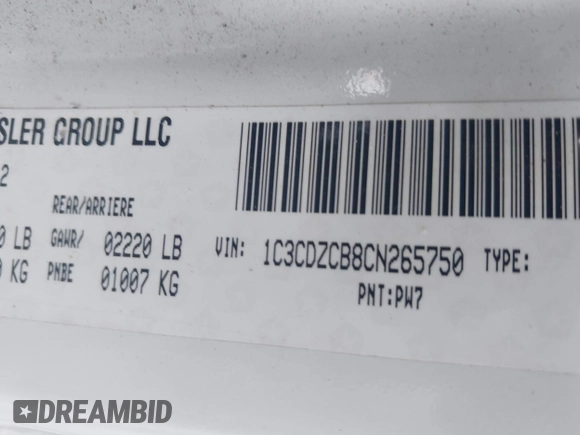 SLER GROUP LLC
2
REAR/ARRIERE
0 LB GAWR/ 02220 LB
KG PNBE 01007 KG
VIN: 1C3CDZCB8CN265750 TYPE:
PNT:PW7
DREAMBID